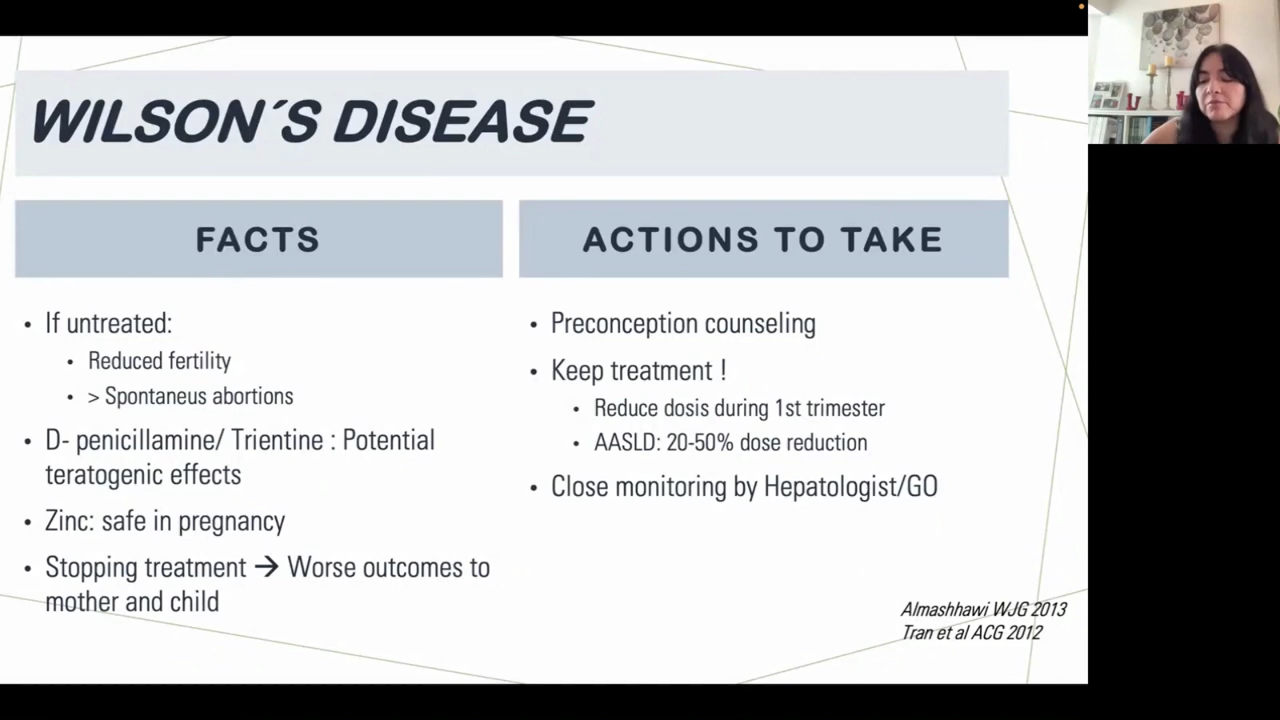 WILSON´S DISEASE
FACTS
• If untreated:
• Reduced fertility
• > Spontaneus abortions
• D- penicillamine/ Trientine : Potential
teratogenic effects
• Zinc: safe in pregnancy
• Stopping treatment → Worse outcomes to
mother and child
ACTIONS TO TAKE
• Preconception counseling
• Keep treatment !
• Reduce dosis during 1st trimester
• AASLD: 20-50% dose reduction
• Close monitoring by Hepatologist/GO
Almashhawi WJG 2013
Tran et al ACG 2012